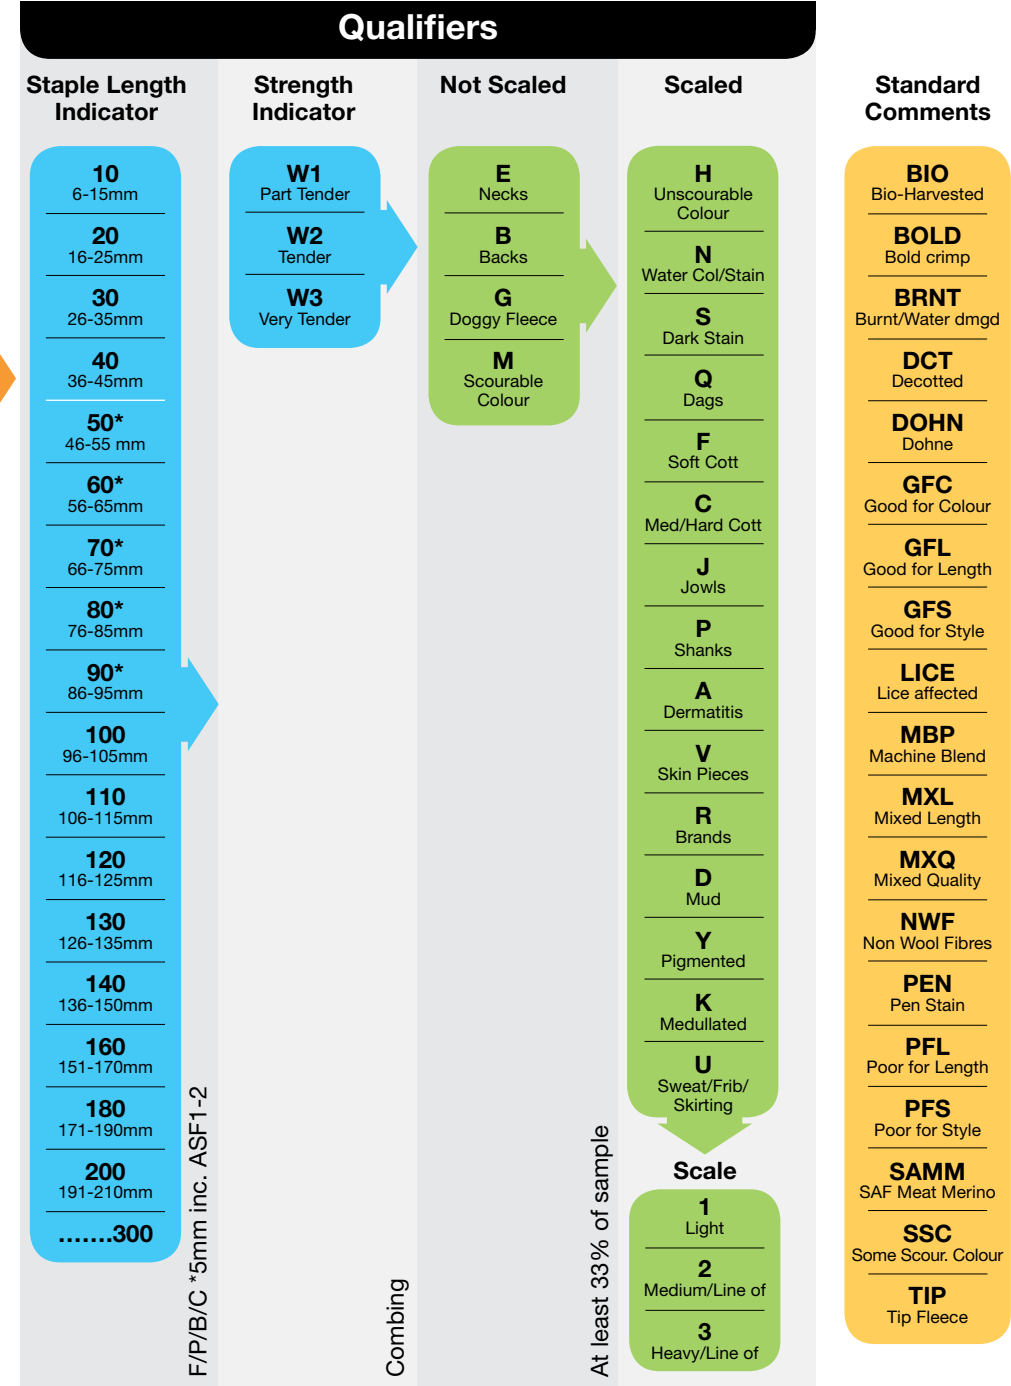 Qualifiers
Staple Length
Indicator
10
6-15mm
20
16-25mm
30
26-35mm
40
36-45mm
50*
46-55 mm
60*
56-65mm
70*
66-75mm
80*
76-85mm
90*
86-95mm
100
96-105mm
110
106-115mm
120
116-125mm
130
126-135mm
140
136-150mm
160
151-170mm
180
171-190mm
200
191-210mm
.......300
F/P/B/C *5mm inc. ASF1-2
Strength
Indicator
W1
Part Tender
W2
Tender
W3
Very Tender
Combing
Not Scaled
E
Necks
B
Backs
G
Doggy Fleece
M
Scourable
Colour
At least 33% of sample
Scaled
H
Unscourable
Colour
N
Water Col/Stain
S
Dark Stain
Q
Dags
F
Soft Cott
C
Med/Hard Cott
J
Jowls
P
Shanks
A
Dermatitis
V
Skin Pieces
R
Brands
D
Mud
Y
Pigmented
K
Medullated
U
Sweat/Frib/
Skirting
Scale
1
Light
2
Medium/Line of
3
Heavy/Line of
Standard
Comments
BIO
Bio-Harvested
BOLD
Bold crimp
BRNT
Burnt/Water dmgd
DCT
Decotted
DOHN
Dohne
GFC
Good for Colour
GFL
Good for Length
GFS
Good for Style
LICE
Lice affected
MBP
Machine Blend
MXL
Mixed Length
MXQ
Mixed Quality
NWF
Non Wool Fibres
PEN
Pen Stain
PFL
Poor for Length
PFS
Poor for Style
SAMM
SAF Meat Merino
SSC
Some Scour. Colour
TIP
Tip Fleece